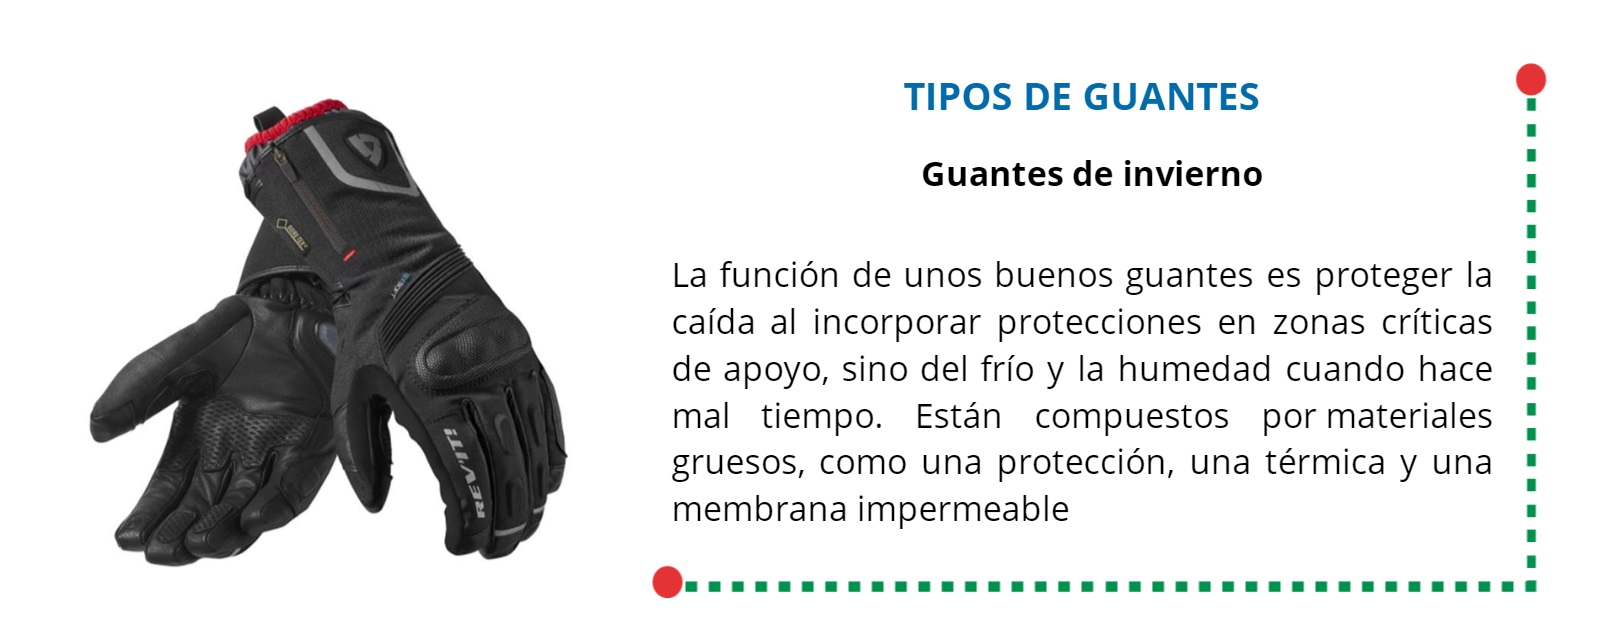 TIPOS DE GUANTES
Guantes de invierno
La función de unos buenos guantes es proteger la
caída al incorporar protecciones en zonas críticas
de apoyo, sino del frío y la humedad cuando hace
mal tiempo. Están compuestos por materiales
gruesos, como una protección, una térmica y una
membrana impermeable
REV'IT!